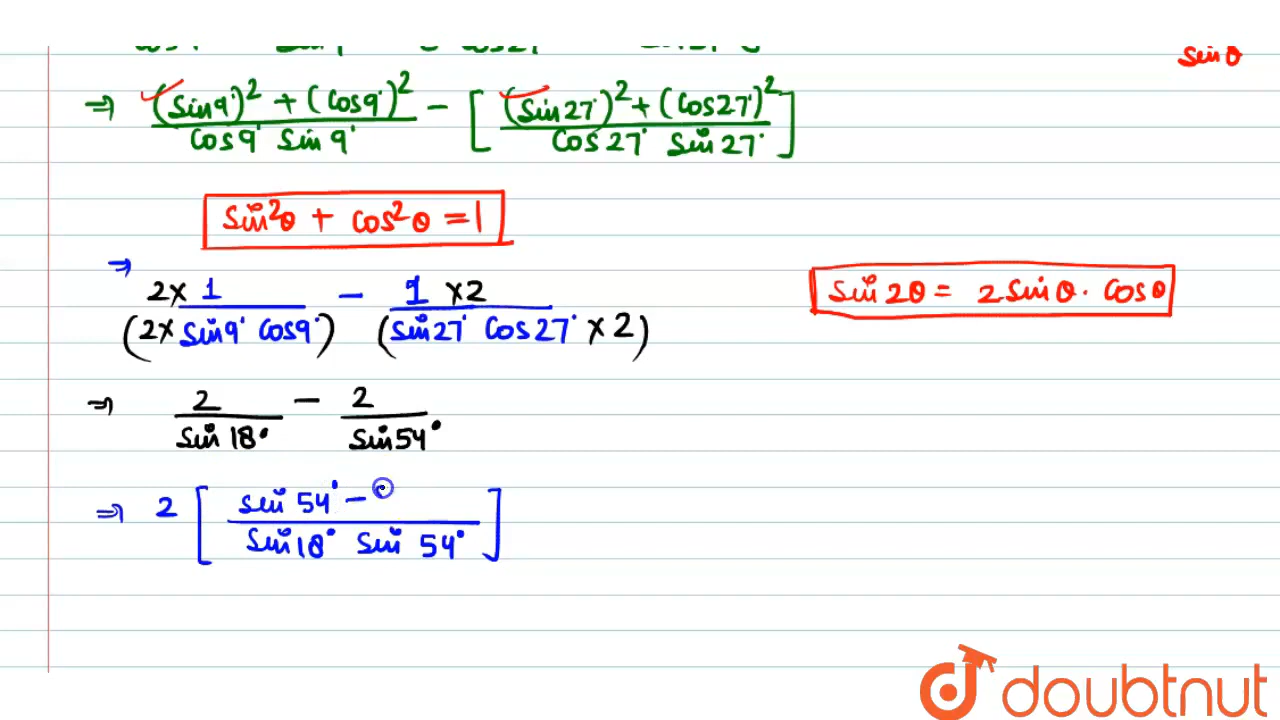 sin θ
⇒ (sin9°)² + (cos9°)² / cos9° sin9° − [ (sin27°)² + (cos27°)² / cos27° sin27° ]
sin²θ + cos²θ = 1
⇒ 2× 1 / (2× sin9° cos9°) − 1 ×2 / (sin27° cos27° × 2)
sin2θ = 2sinθ · cosθ
⇒ 2 / sin18° − 2 / sin54°
⇒ 2 [ sin54° − / sin18° sin54° ]
doubtnut